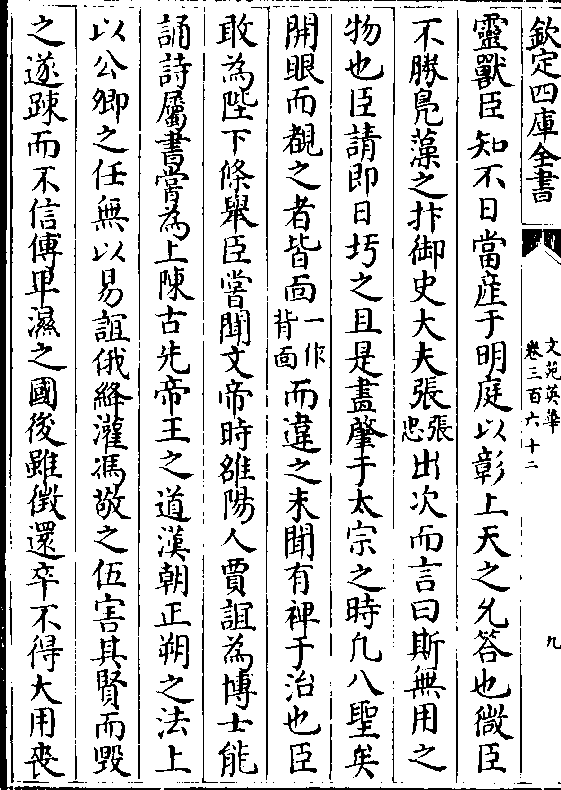 欽定四庫全書
文苑英華
卷三百六十二
九
靈獸臣知不日當産于明庭以彰上天之允答也微臣
不勝鳬藻之抃御史大夫張張忠出次而言曰斯無用之
物也臣請即日圬之且是畫肇于太宗之時凡八聖矣
開眼而覩之者皆面一作背面而違之未聞有裨于治也臣
敢為陛下條舉臣嘗聞文帝時雒陽人賈誼為博士能
誦詩屬書嘗為上陳古先帝王之道漢朝正朔之法上
以公卿之任無以易誼俄絳灌馮敬之伍害其賢而毀
之遂踈而不信傅卑濕之國後雖徴還卒不得大用喪